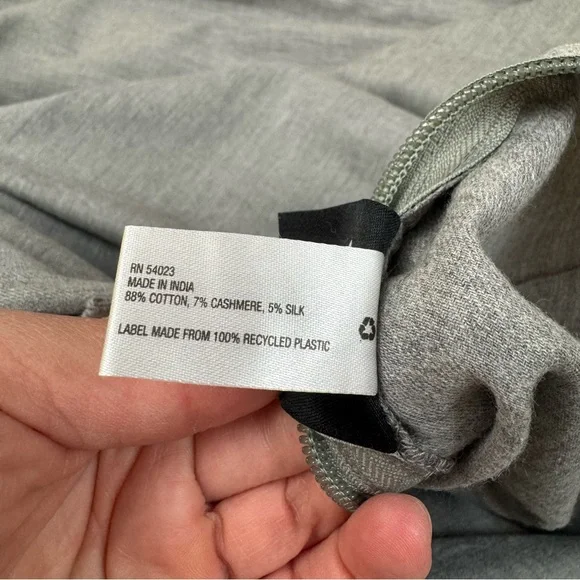 RN 54023
MADE IN INDIA
88% COTTON, 7% CASHMERE, 5% SILK
LABEL MADE FROM 100% RECYCLED PLASTIC